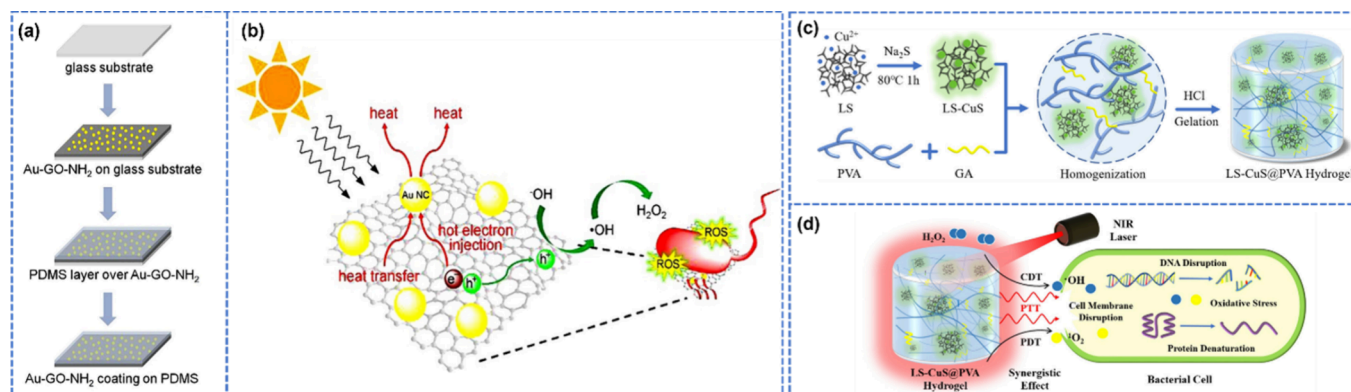 (a)
glass substrate
Au-GO-NH₂ on glass substrate
PDMS layer over Au-GO-NH₂
Au-GO-NH₂ coating on PDMS
(b)
heat
heat
Au NC
hot electron
injection
heat transfer
e⁻
h⁺
h⁺
⁻OH
•OH
H₂O₂
ROS
ROS
(c)
Cu²⁺
LS
Na₂S
80℃ 1h
LS-CuS
PVA
+
GA
Homogenization
HCl
Gelation
LS-CuS@PVA Hydrogel
(d)
H₂O₂
NIR
Laser
CDT
PTT
PDT
•OH
¹O₂
DNA Disruption
Cell Membrane
Disruption
Oxidative Stress
Protein Denaturation
LS-CuS@PVA
Hydrogel
Synergistic
Effect
Bacterial Cell